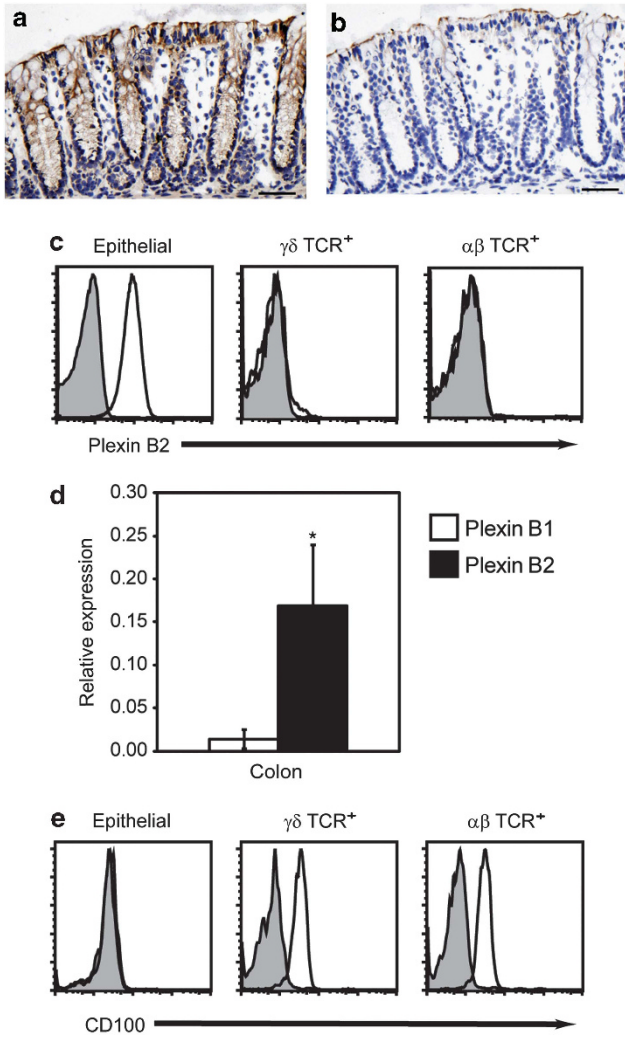 a
b
c
Epithelial
γδ TCR+
αβ TCR+
Plexin B2
d
0.30
0.25
0.20
0.15
0.10
0.05
0.00
Relative expression
*
Colon
Plexin B1
Plexin B2
e
Epithelial
γδ TCR+
αβ TCR+
CD100